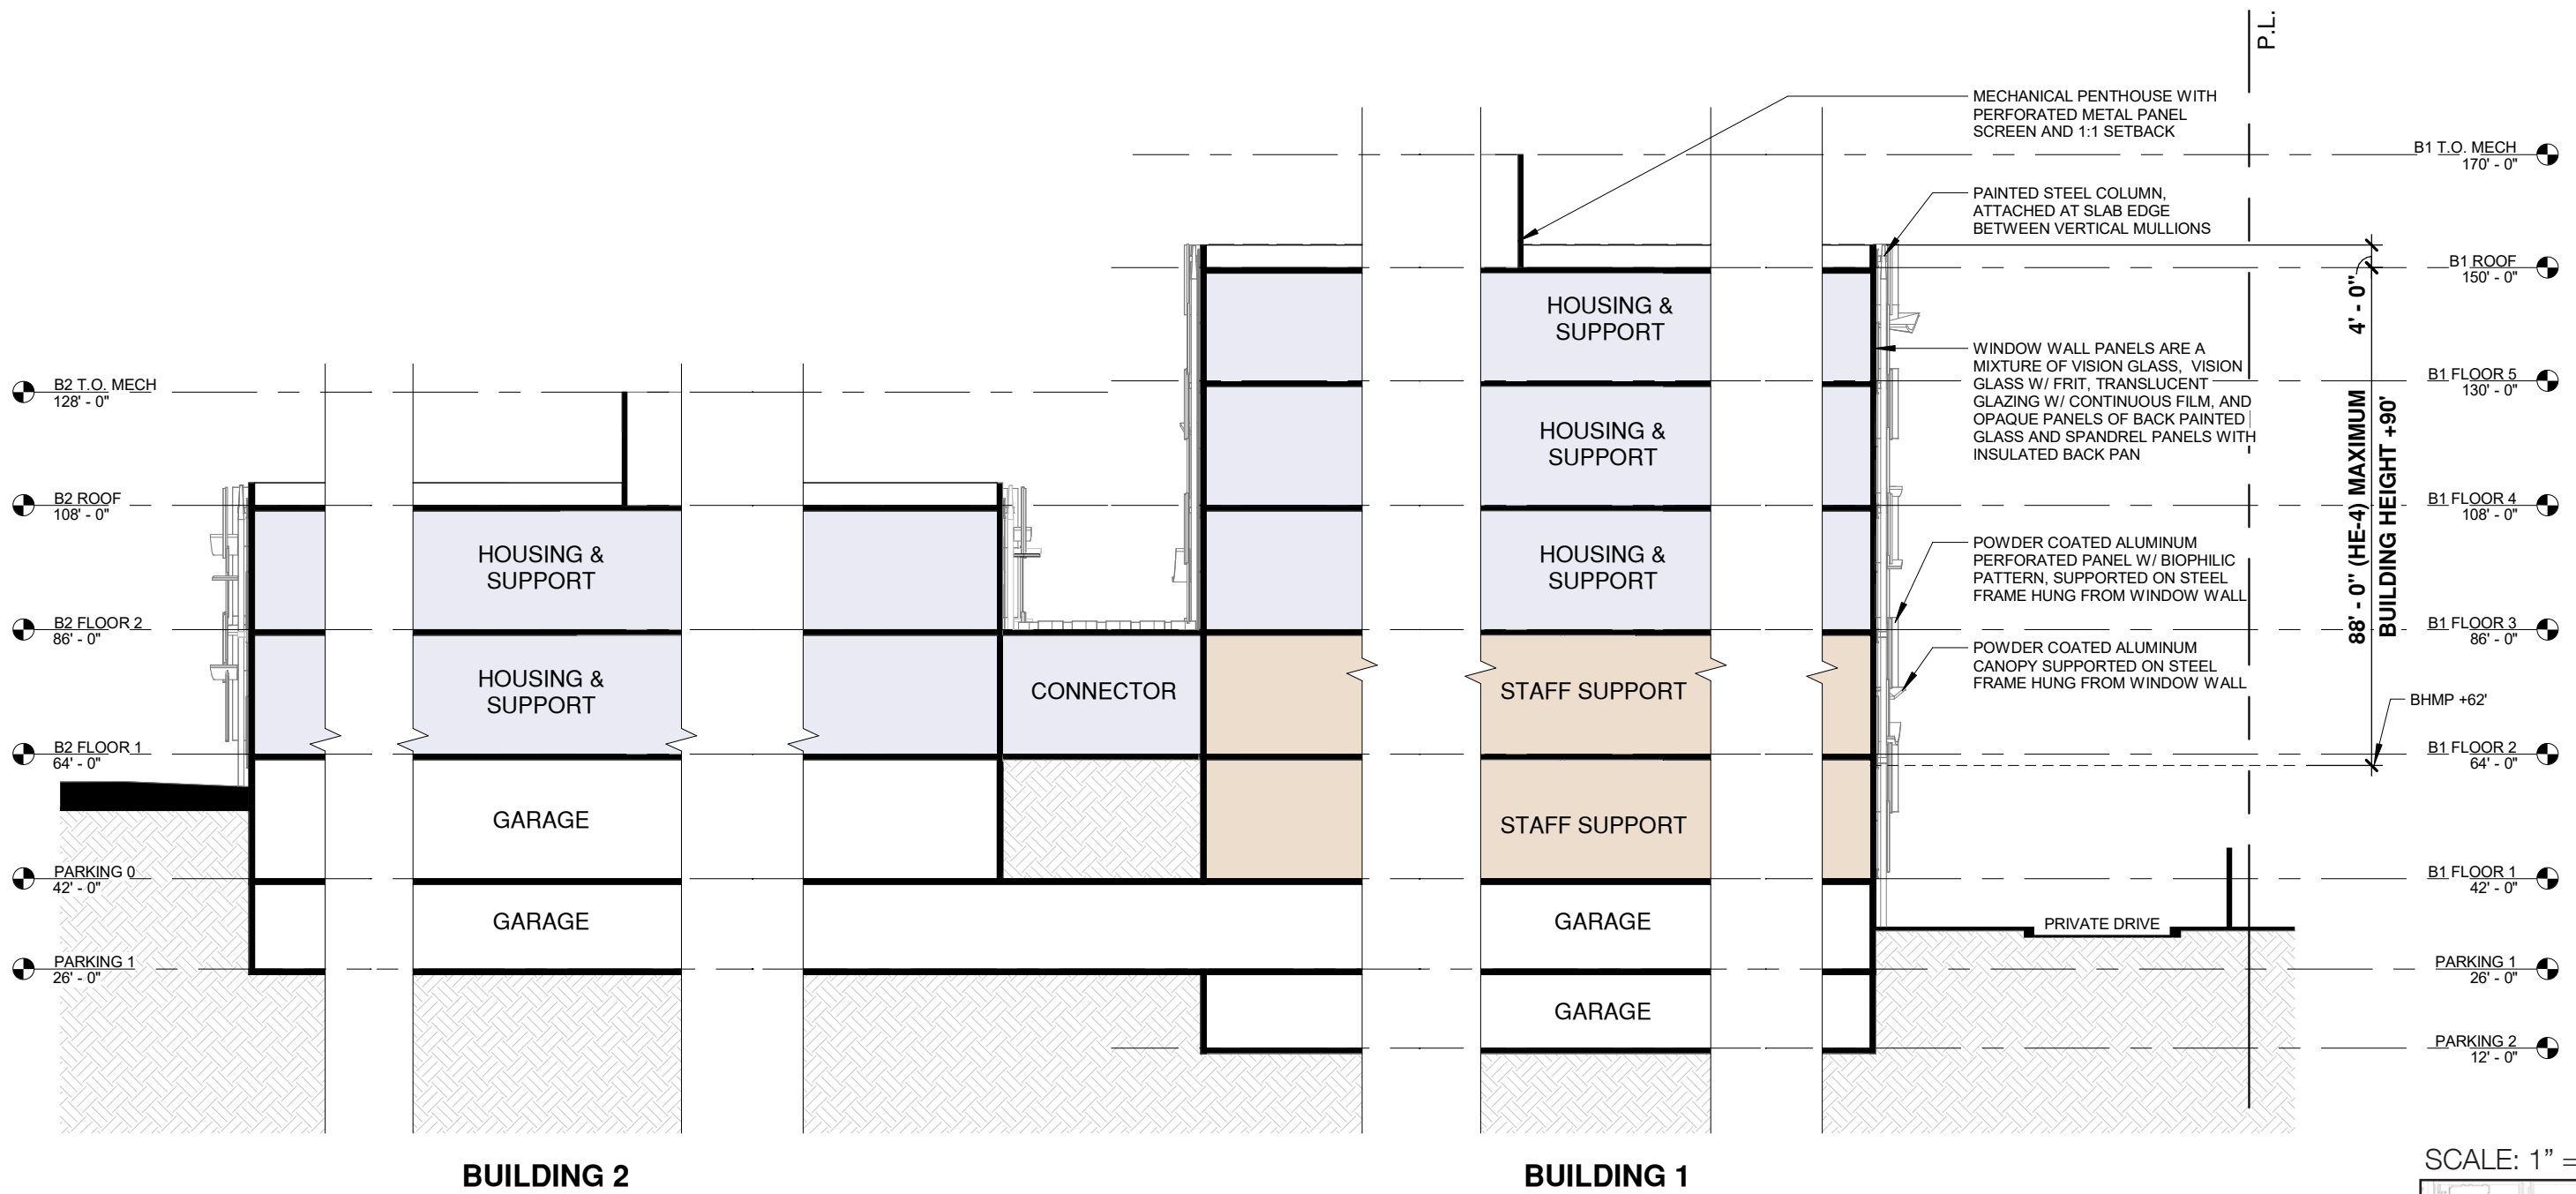 P.L.
MECHANICAL PENTHOUSE WITH
PERFORATED METAL PANEL
SCREEN AND 1:1 SETBACK
B1 T.O. MECH
170' - 0"
PAINTED STEEL COLUMN,
ATTACHED AT SLAB EDGE
BETWEEN VERTICAL MULLIONS
B1 ROOF
150' - 0"
4' - 0"
HOUSING &
SUPPORT
WINDOW WALL PANELS ARE A
MIXTURE OF VISION GLASS, VISION
GLASS W/ FRIT, TRANSLUCENT
GLAZING W/ CONTINUOUS FILM, AND
OPAQUE PANELS OF BACK PAINTED
GLASS AND SPANDREL PANELS WITH
INSULATED BACK PAN
B1 FLOOR 5
130' - 0"
B2 T.O. MECH
128' - 0"
HOUSING &
SUPPORT
88' - 0" (HE-4) MAXIMUM
BUILDING HEIGHT +90'
B2 ROOF
108' - 0"
B1 FLOOR 4
108' - 0"
HOUSING &
SUPPORT
HOUSING &
SUPPORT
POWDER COATED ALUMINUM
PERFORATED PANEL W/ BIOPHILIC
PATTERN, SUPPORTED ON STEEL
FRAME HUNG FROM WINDOW WALL
B2 FLOOR 2
86' - 0"
B1 FLOOR 3
86' - 0"
HOUSING &
SUPPORT
CONNECTOR
STAFF SUPPORT
POWDER COATED ALUMINUM
CANOPY SUPPORTED ON STEEL
FRAME HUNG FROM WINDOW WALL
BHMP +62'
B2 FLOOR 1
64' - 0"
B1 FLOOR 2
64' - 0"
GARAGE
STAFF SUPPORT
PARKING 0
42' - 0"
B1 FLOOR 1
42' - 0"
GARAGE
GARAGE
PRIVATE DRIVE
PARKING 1
26' - 0"
PARKING 1
26' - 0"
GARAGE
PARKING 2
12' - 0"
BUILDING 2
BUILDING 1
SCALE: 1" =